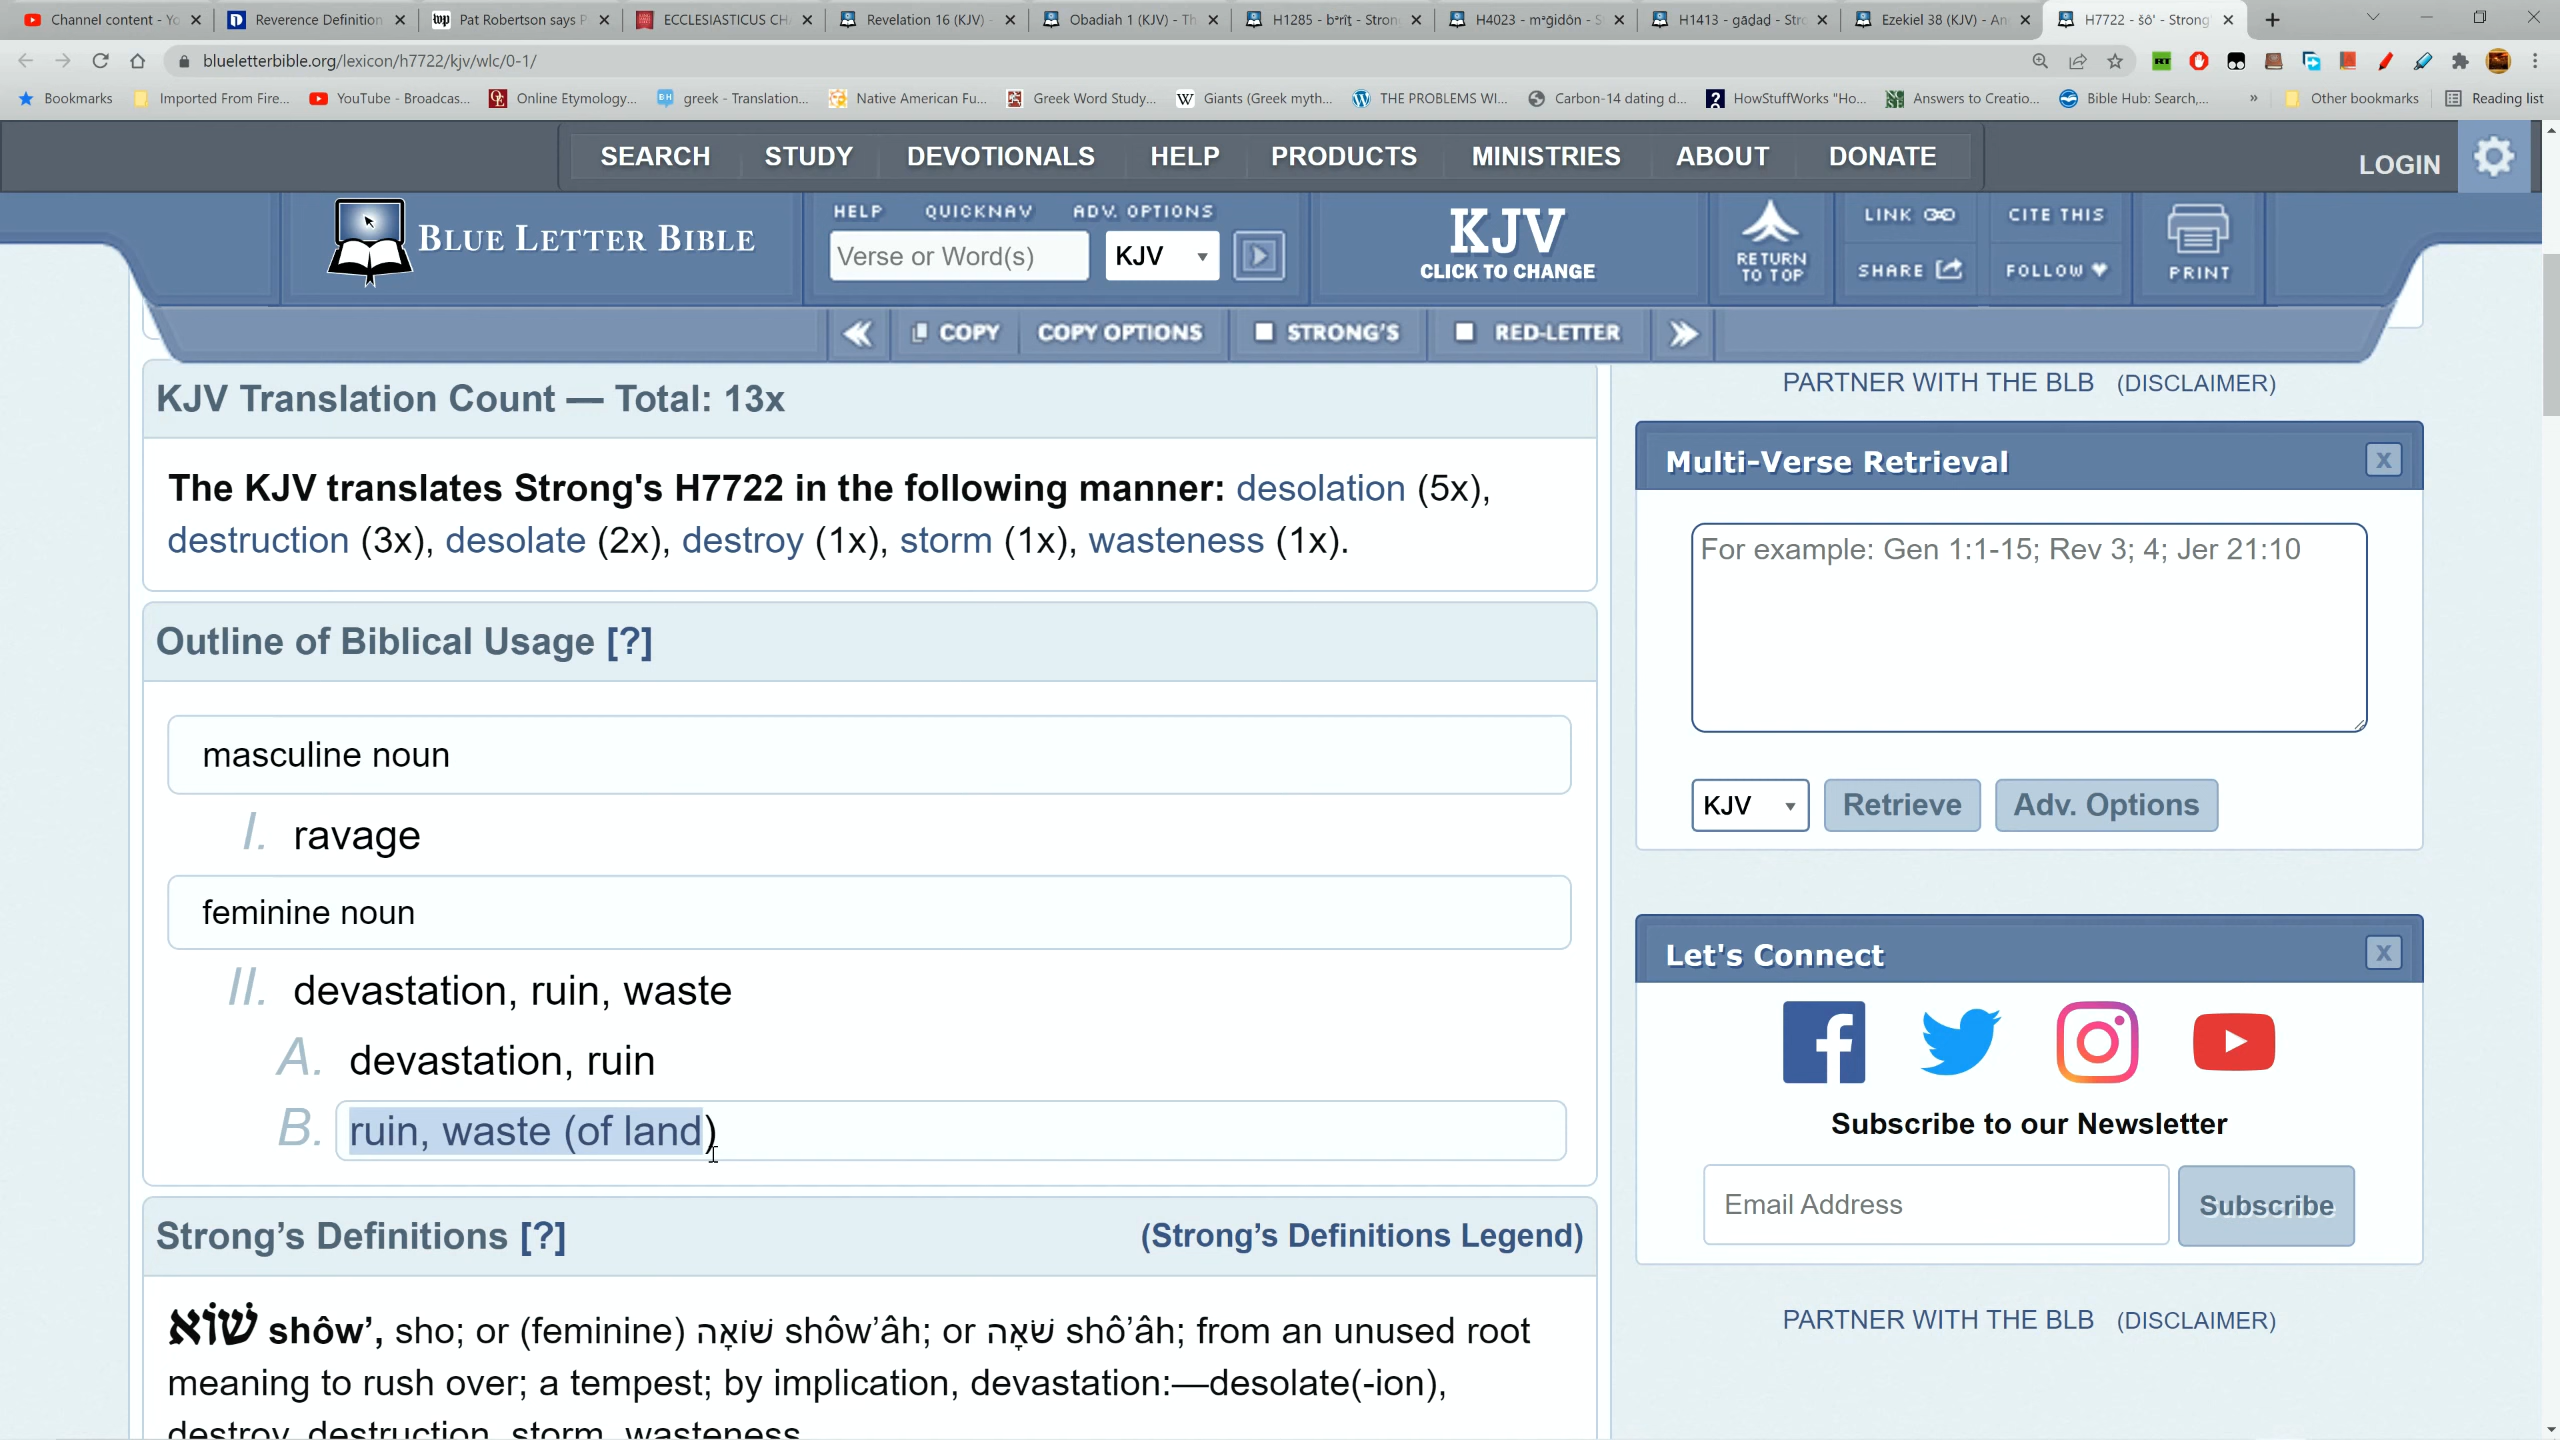 Channel content - Yo
Reverence Definition
Pat Robertson says P
ECCLESIASTICUS CH
Revelation 16 (KJV) -
Obadiah 1 (KJV) - Th
H1285 - bᵊrîṯ - Stron
H4023 - mᵊḡidôn - S
H1413 - gāḏaḏ - Stro
Ezekiel 38 (KJV) - An
H7722 - šô' - Strong'
blueletterbible.org/lexicon/h7722/kjv/wlc/0-1/
Bookmarks
Imported From Fire...
YouTube - Broadcas...
Online Etymology...
greek - Translation...
Native American Fu...
Greek Word Study...
Giants (Greek myth...
THE PROBLEMS WI...
Carbon-14 dating d...
HowStuffWorks "Ho...
Answers to Creatio...
Bible Hub: Search,...
»
Other bookmarks
Reading list
SEARCH STUDY DEVOTIONALS HELP PRODUCTS MINISTRIES ABOUT DONATE
LOGIN
BLUE LETTER BIBLE
HELP QUICKNAV ADV. OPTIONS
Verse or Word(s)
KJV
KJV
CLICK TO CHANGE
RETURN
TO TOP
LINK
CITE THIS
SHARE
FOLLOW
PRINT
COPY COPY OPTIONS STRONG'S RED-LETTER
KJV Translation Count — Total: 13x
The KJV translates Strong's H7722 in the following manner: desolation (5x),
destruction (3x), desolate (2x), destroy (1x), storm (1x), wasteness (1x).
Outline of Biblical Usage [?]
masculine noun
I. ravage
feminine noun
II. devastation, ruin, waste
A. devastation, ruin
B. ruin, waste (of land)
Strong’s Definitions [?]
(Strong’s Definitions Legend)
שׁוֹא shôwʼ, sho; or (feminine) שׁוֹאָה shôwʼâh; or שֹׁאָה shôʼâh; from an unused root
meaning to rush over; a tempest; by implication, devastation:—desolate(-ion),
destroy, destruction, storm, wasteness.
PARTNER WITH THE BLB (DISCLAIMER)
Multi-Verse Retrieval
X
For example: Gen 1:1-15; Rev 3; 4; Jer 21:10
KJV
Retrieve
Adv. Options
Let's Connect
X
Subscribe to our Newsletter
Email Address
Subscribe
PARTNER WITH THE BLB (DISCLAIMER)